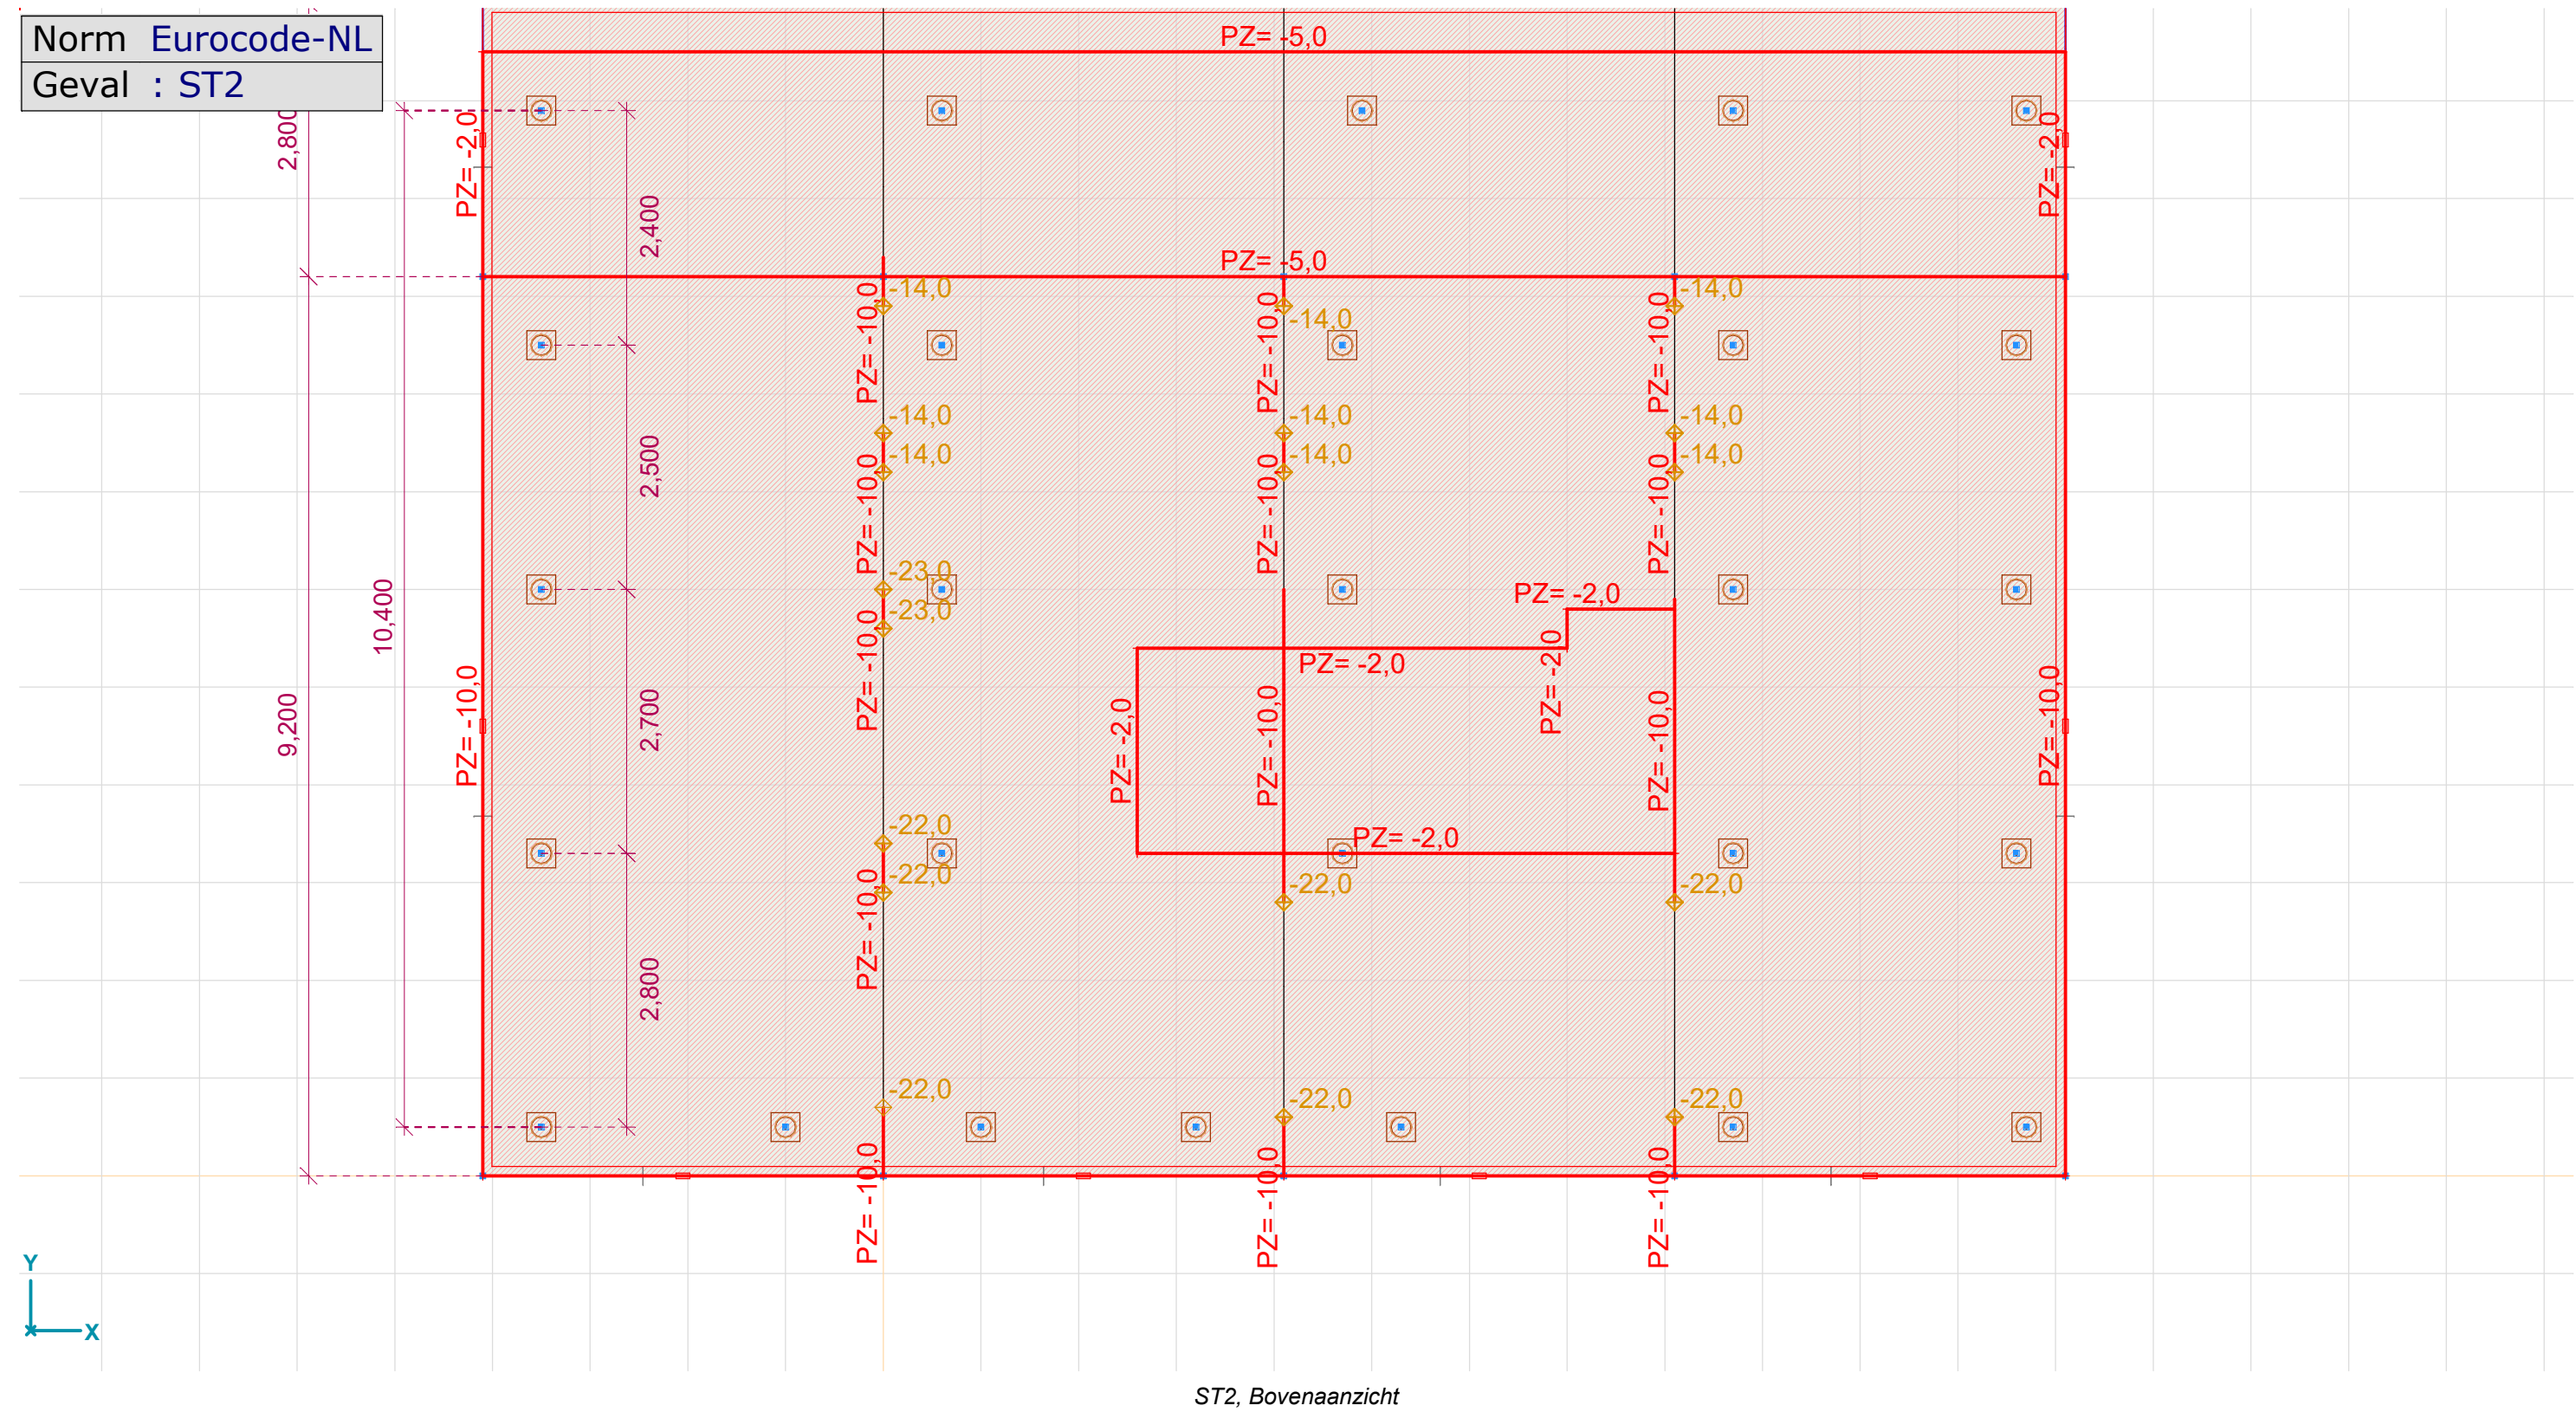 Norm Eurocode-NL
Geval : ST2
PZ= -5,0
2,800
PZ= -2,0
PZ= -2,0
2,400
PZ= -5,0
-14,0
-14,0
-14,0
PZ= -10,0
PZ= -10,0
PZ= -10,0
-14,0
-14,0
-14,0
2,500
-14,0
-14,0
-14,0
PZ= -10,0
PZ= -10,0
PZ= -10,0
-23,0
PZ= -2,0
-23,0
10,400
PZ= -10,0
PZ= -2,0
PZ= -2,0
9,200
PZ= -10,0
2,700
PZ= -2,0
PZ= -10,0
PZ= -10,0
PZ= -10,0
-22,0
PZ= -2,0
-22,0
-22,0
-22,0
PZ= -10,0
2,800
-22,0
-22,0
-22,0
PZ= -10,0
PZ= -10,0
PZ= -10,0
Y
X
ST2, Bovenaanzicht